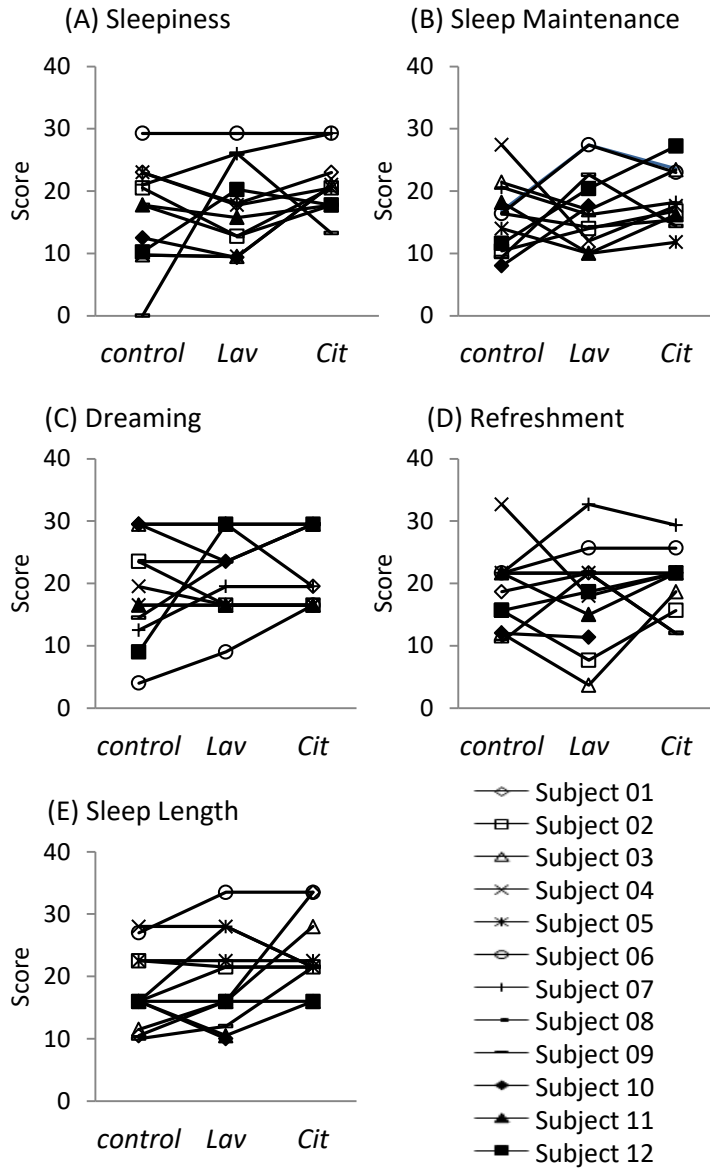 (A) Sleepiness
40
30
20
10
0
Score
control Lav Cit
(B) Sleep Maintenance
40
30
20
10
0
Score
control Lav Cit
(C) Dreaming
40
30
20
10
0
Score
control Lav Cit
(D) Refreshment
40
30
20
10
0
Score
control Lav Cit
(E) Sleep Length
40
30
20
10
0
Score
control Lav Cit
Subject 01
Subject 02
Subject 03
Subject 04
Subject 05
Subject 06
Subject 07
Subject 08
Subject 09
Subject 10
Subject 11
Subject 12